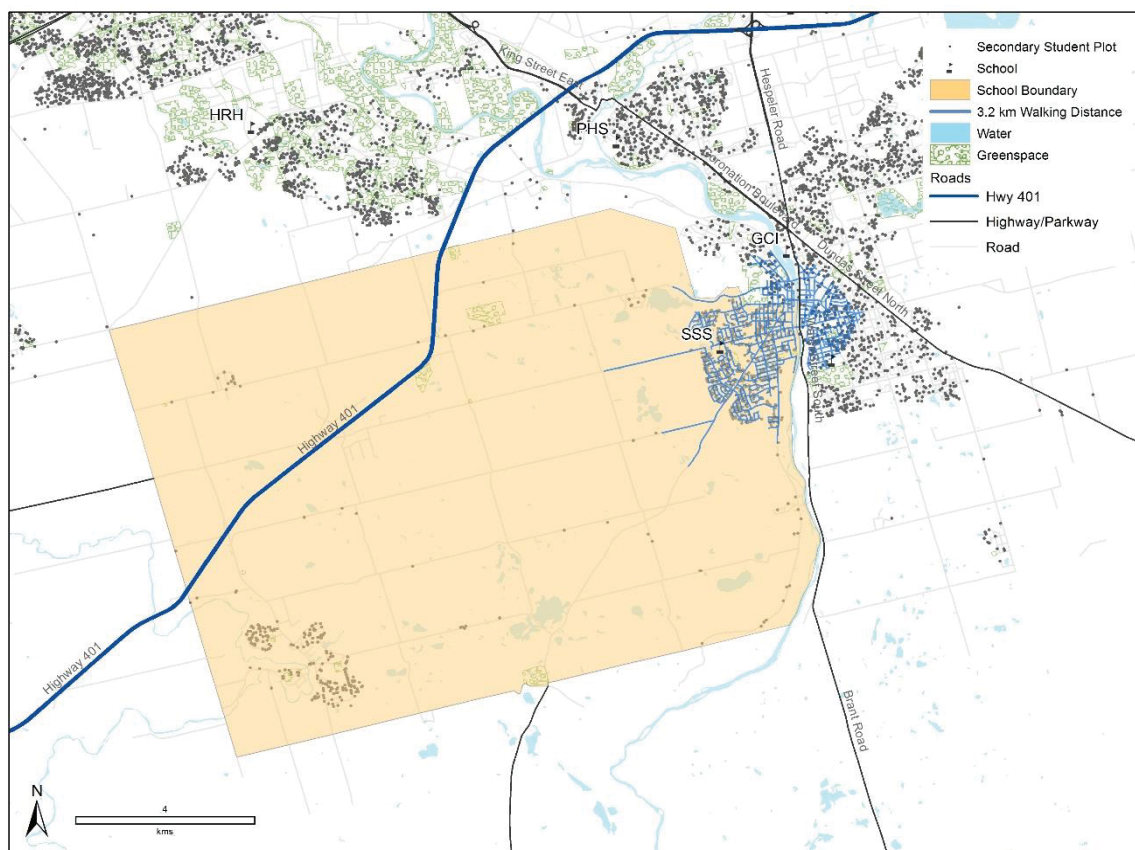 Secondary Student Plot
School
School Boundary
3.2 km Walking Distance
Water
Greenspace
Roads
Hwy 401
Highway/Parkway
Road
King Street East
Hespeler Road
HRH
PHS
Coronation Boulevard
GCI
Dundas Street North
SSS
Street South
Highway 401
Highway 401
Brant Road
N
4
kms